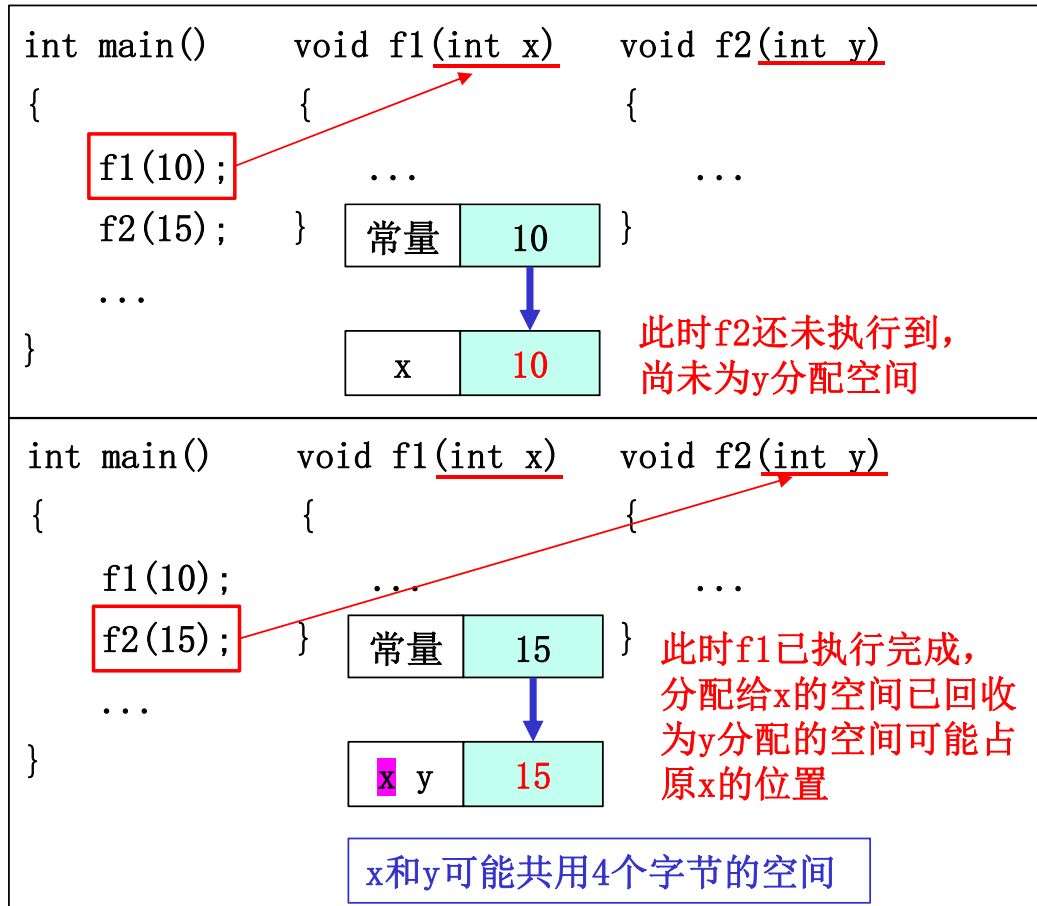 int main() void f1(int x) void f2(int y)
{ { {
f1(10); ... ...
f2(15); } }
常量 10
...
}
x 10
此时f2还未执行到，
尚未为y分配空间
int main() void f1(int x) void f2(int y)
{ { {
f1(10); ... ...
f2(15); } }
常量 15
...
}
x y 15
此时f1已执行完成，
分配给x的空间已回收
为y分配的空间可能占
原x的位置
x和y可能共用4个字节的空间